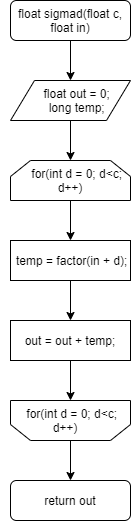 float sigmad(float c,
float in)
float out = 0;
long temp;
for(int d = 0; d<c;
d++)
temp = factor(in + d);
out = out + temp;
for(int d = 0; d<c;
d++)
return out